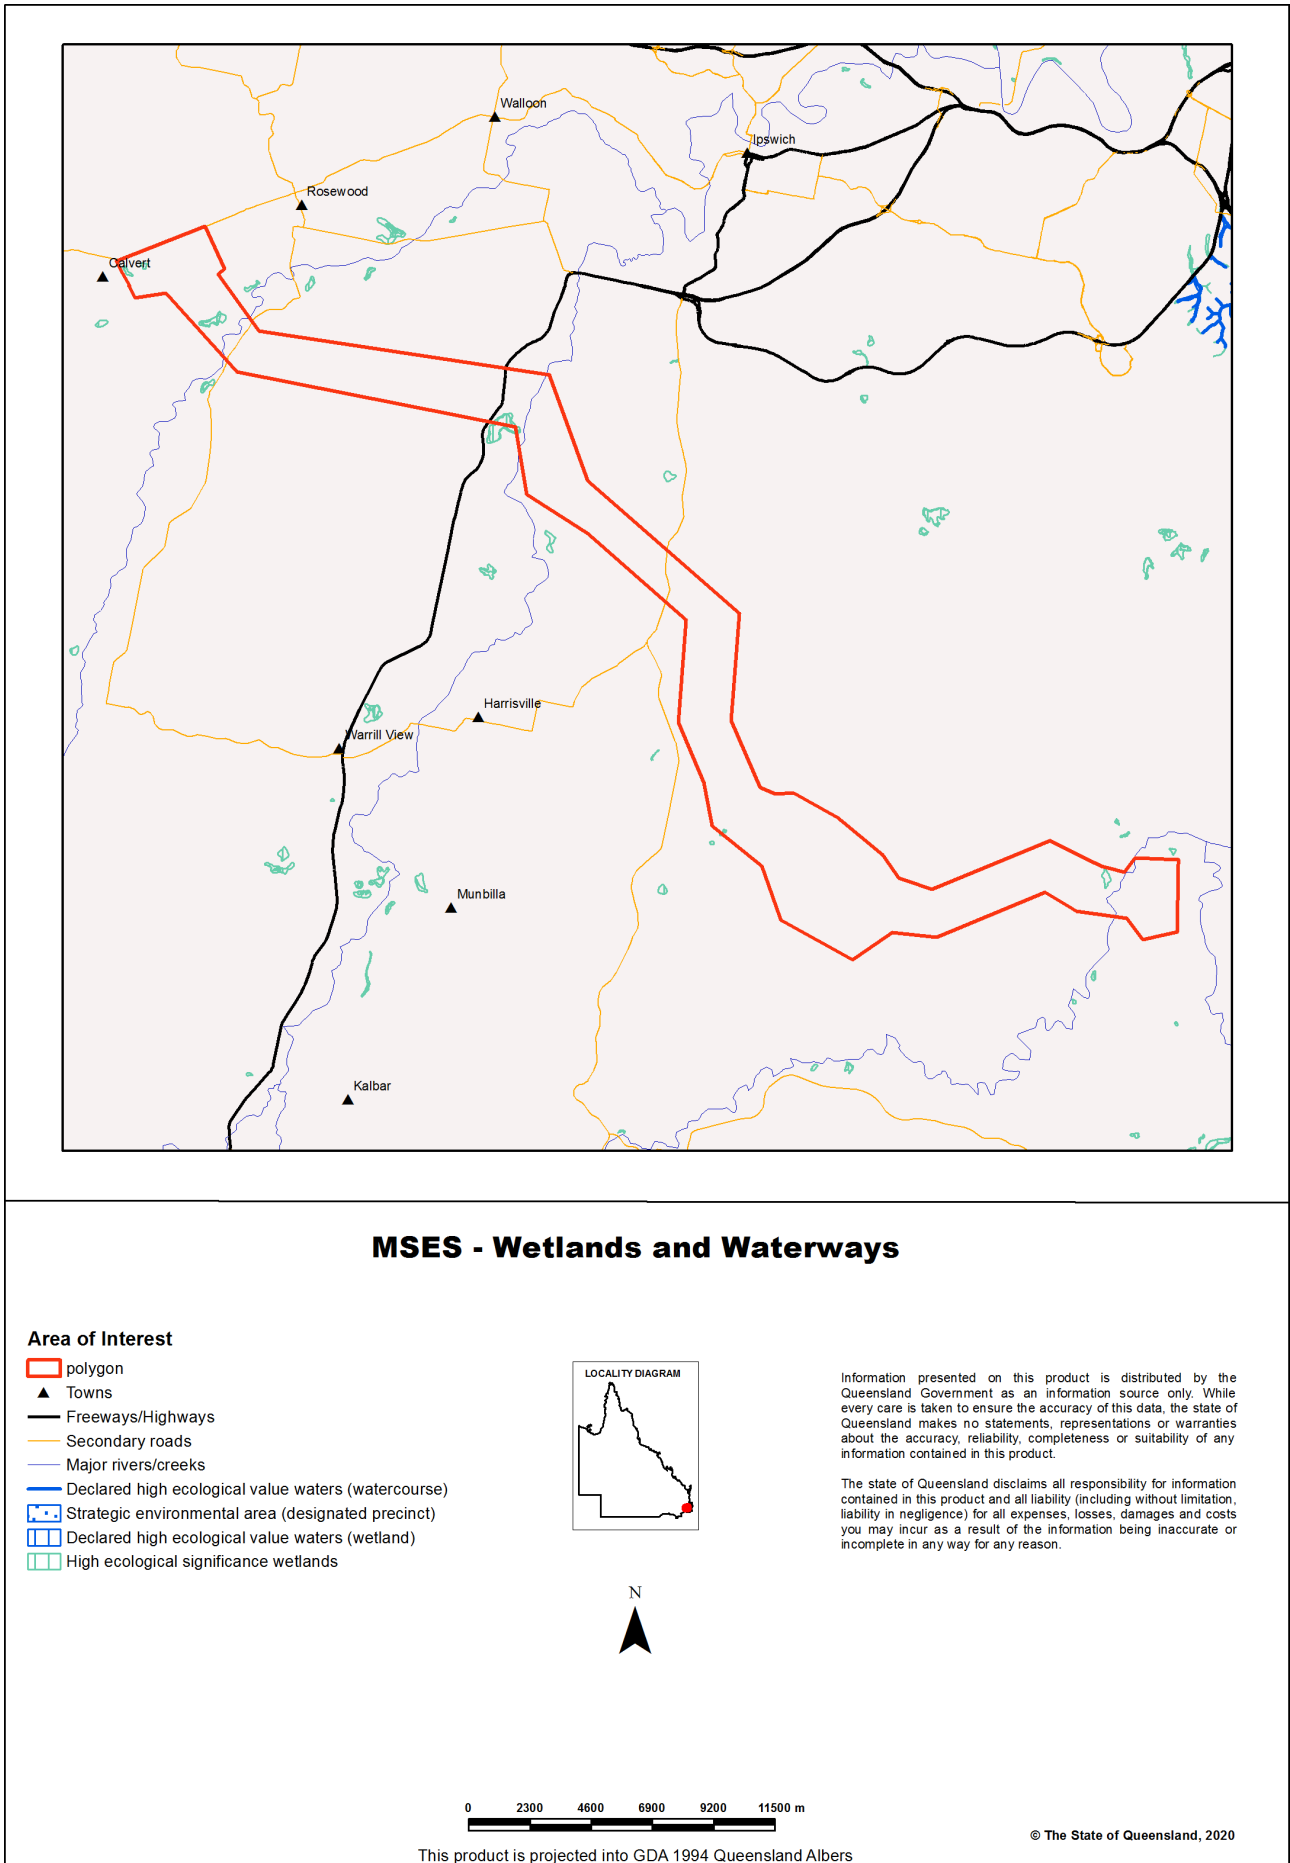 Walloon
Ipswich
Rosewood
Calvert
Harrisville
Warrill View
Munbilla
Kalbar
MSES - Wetlands and Waterways
Area of Interest
polygon
Towns
Freeways/Highways
Secondary roads
Major rivers/creeks
Declared high ecological value waters (watercourse)
Strategic environmental area (designated precinct)
Declared high ecological value waters (wetland)
High ecological significance wetlands
LOCALITY DIAGRAM
N
Information presented on this product is distributed by the
Queensland Government as an information source only. While
every care is taken to ensure the accuracy of this data, the state of
Queensland makes no statements, representations or warranties
about the accuracy, reliability, completeness or suitability of any
information contained in this product.
The state of Queensland disclaims all responsibility for information
contained in this product and all liability (including without limitation,
liability in negligence) for all expenses, losses, damages and costs
you may incur as a result of the information being inaccurate or
incomplete in any way for any reason.
0 2300 4600 6900 9200 11500 m
This product is projected into GDA 1994 Queensland Albers
© The State of Queensland, 2020